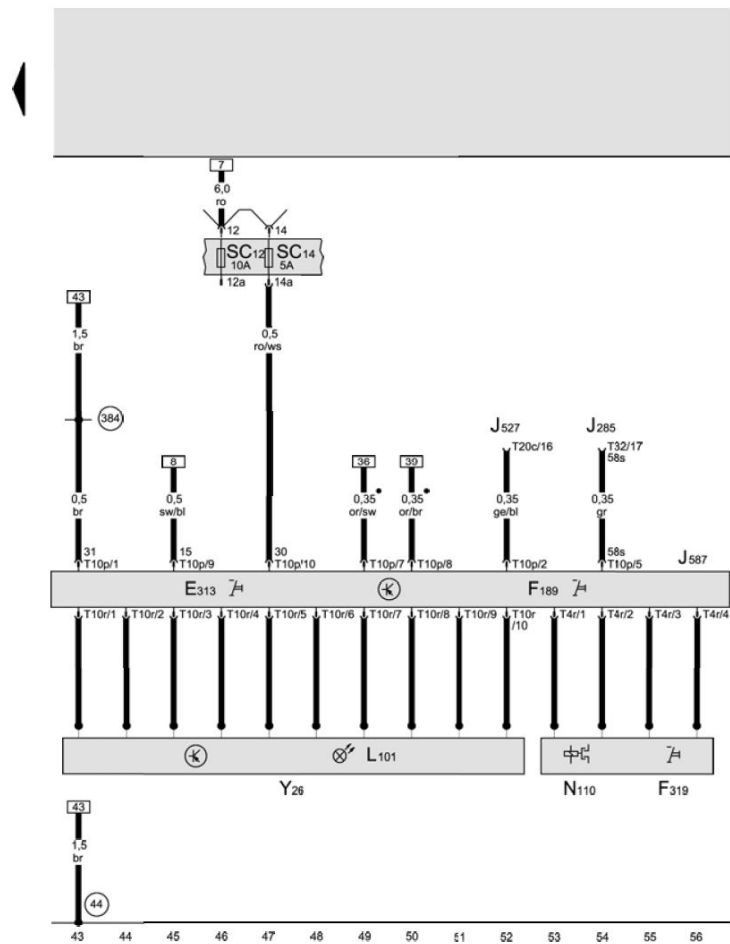 7
6,0
ro
12 14
SC12 SC14
10A 5A
12a 14a
43
1,5
br
0,5
ro/ws
384
J527 J285
T20c/16 T32/17
58s
8 36 39
0,5 0,5 0,35 0,35 0,35 0,35
br sw/bl or/sw or/br ge/bl gr
31 15 30 58s J587
T10p/1 T10p/9 T10p/10 T10p/7 T10p/8 T10p/2 T10p/5
E313 F189
T10r/1 T10r/2 T10r/3 T10r/4 T10r/5 T10r/6 T10r/7 T10r/8 T10r/9 T10r T4r/1 T4r/2 T4r/3 T4r/4
/10
L101
Y26 N110 F319
43
1,5
br
44
43 44 45 46 47 48 49 50 51 52 53 54 55 56